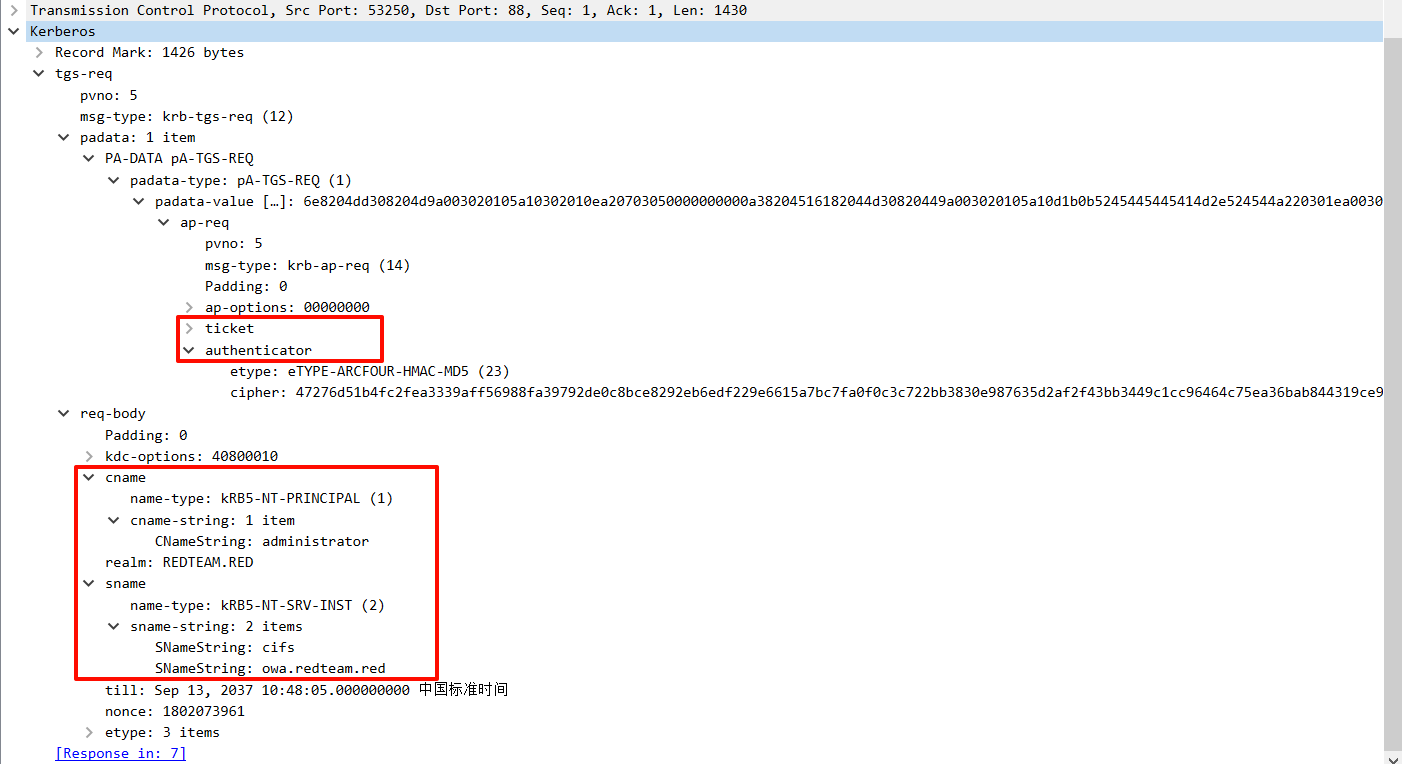 Transmission Control Protocol, Src Port: 53250, Dst Port: 88, Seq: 1, Ack: 1, Len: 1430
Kerberos
Record Mark: 1426 bytes
tgs-req
pvno: 5
msg-type: krb-tgs-req (12)
padata: 1 item
PA-DATA pA-TGS-REQ
padata-type: pA-TGS-REQ (1)
padata-value […]: 6e8204dd308204d9a003020105a10302010ea20703050000000000a38204516182044d30820449a003020105a10d1b0b5245445445414d2e524544a220301ea0030
ap-req
pvno: 5
msg-type: krb-ap-req (14)
Padding: 0
ap-options: 00000000
ticket
authenticator
etype: eTYPE-ARCFOUR-HMAC-MD5 (23)
cipher: 47276d51b4fc2fea3339aff56988fa39792de0c8bce8292eb6edf229e6615a7bc7fa0f0c3c722bb3830e987635d2af2f43bb3449c1cc96464c75ea36bab844319ce9
req-body
Padding: 0
kdc-options: 40800010
cname
name-type: kRB5-NT-PRINCIPAL (1)
cname-string: 1 item
CNameString: administrator
realm: REDTEAM.RED
sname
name-type: kRB5-NT-SRV-INST (2)
sname-string: 2 items
SNameString: cifs
SNameString: owa.redteam.red
till: Sep 13, 2037 10:48:05.000000000 中国标准时间
nonce: 1802073961
etype: 3 items
[Response in: 7]